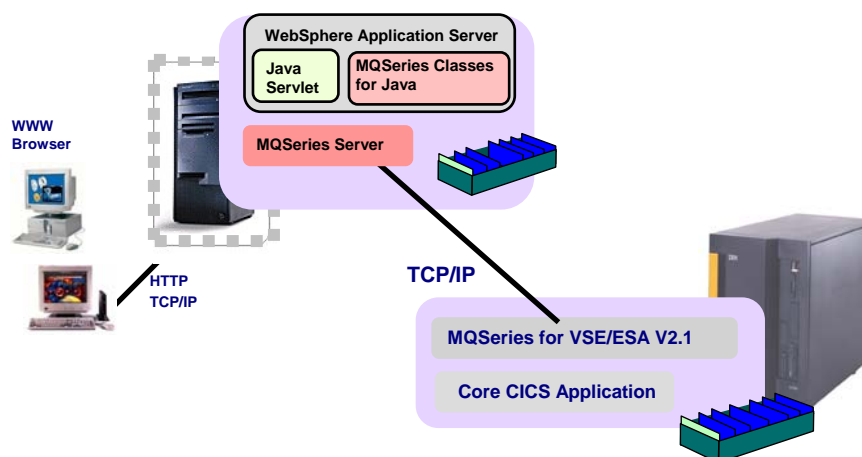 WebSphere Application Server
Java
Servlet
MQSeries Classes
for Java
WWW
Browser
MQSeries Server
HTTP
TCP/IP
TCP/IP
IBM
MQSeries for VSE/ESA V2.1
Core CICS Application